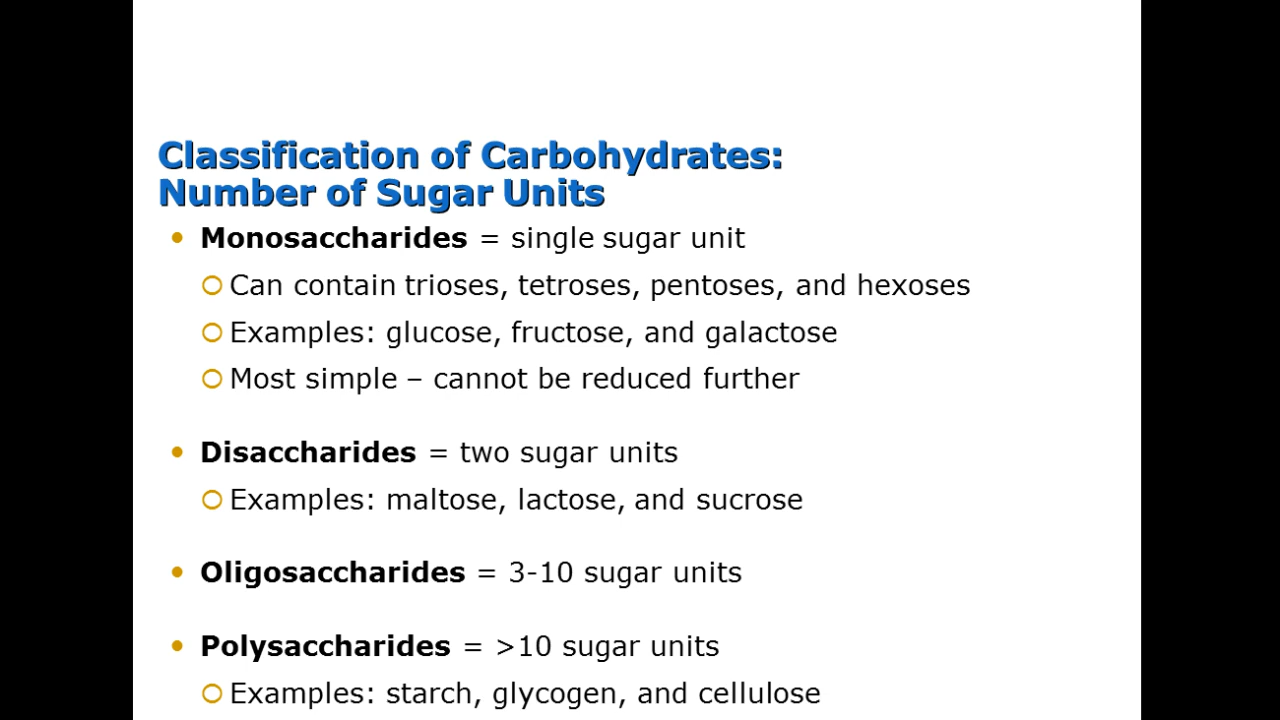 Classification of Carbohydrates:
Number of Sugar Units
• Monosaccharides = single sugar unit
○ Can contain trioses, tetroses, pentoses, and hexoses
○ Examples: glucose, fructose, and galactose
○ Most simple – cannot be reduced further
• Disaccharides = two sugar units
○ Examples: maltose, lactose, and sucrose
• Oligosaccharides = 3-10 sugar units
• Polysaccharides = >10 sugar units
○ Examples: starch, glycogen, and cellulose